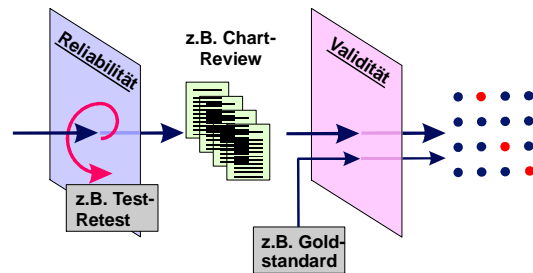 Reliabilität
z.B. Test-
Retest
z.B. Chart-
Review
Validität
z.B. Gold-
standard